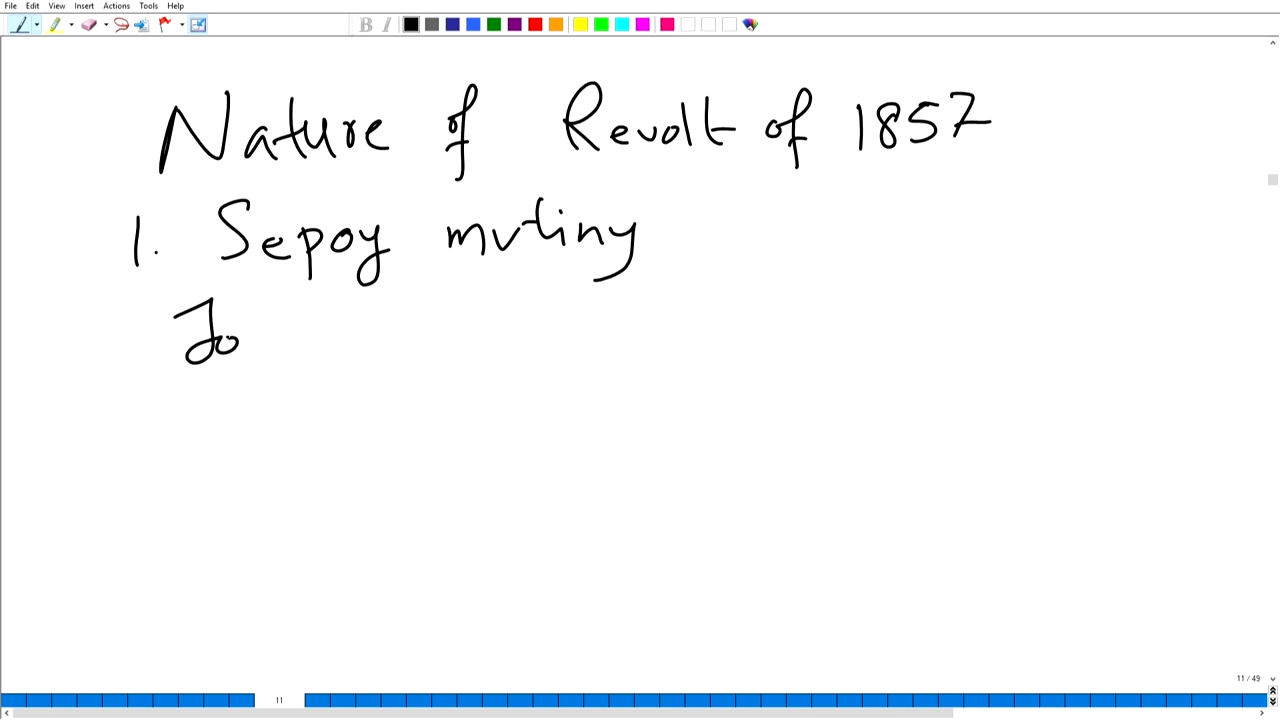 File Edit View Insert Actions Tools Help
B I
Nature of Revolt of 1857
1. Sepoy mutiny
Jo
11 / 49
11